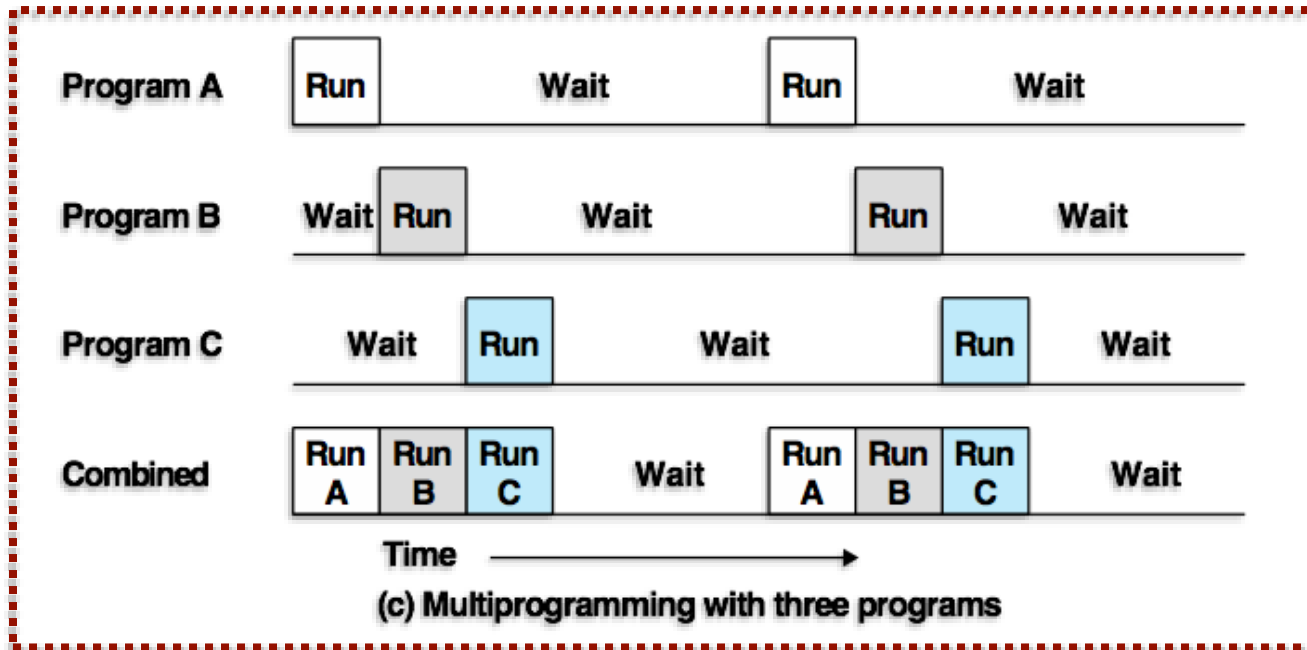 Program A Run Wait Run Wait
Program B Wait Run Wait Run Wait
Program C Wait Run Wait Run Wait
Combined Run A Run B Run C Wait Run A Run B Run C Wait
Time
(c) Multiprogramming with three programs